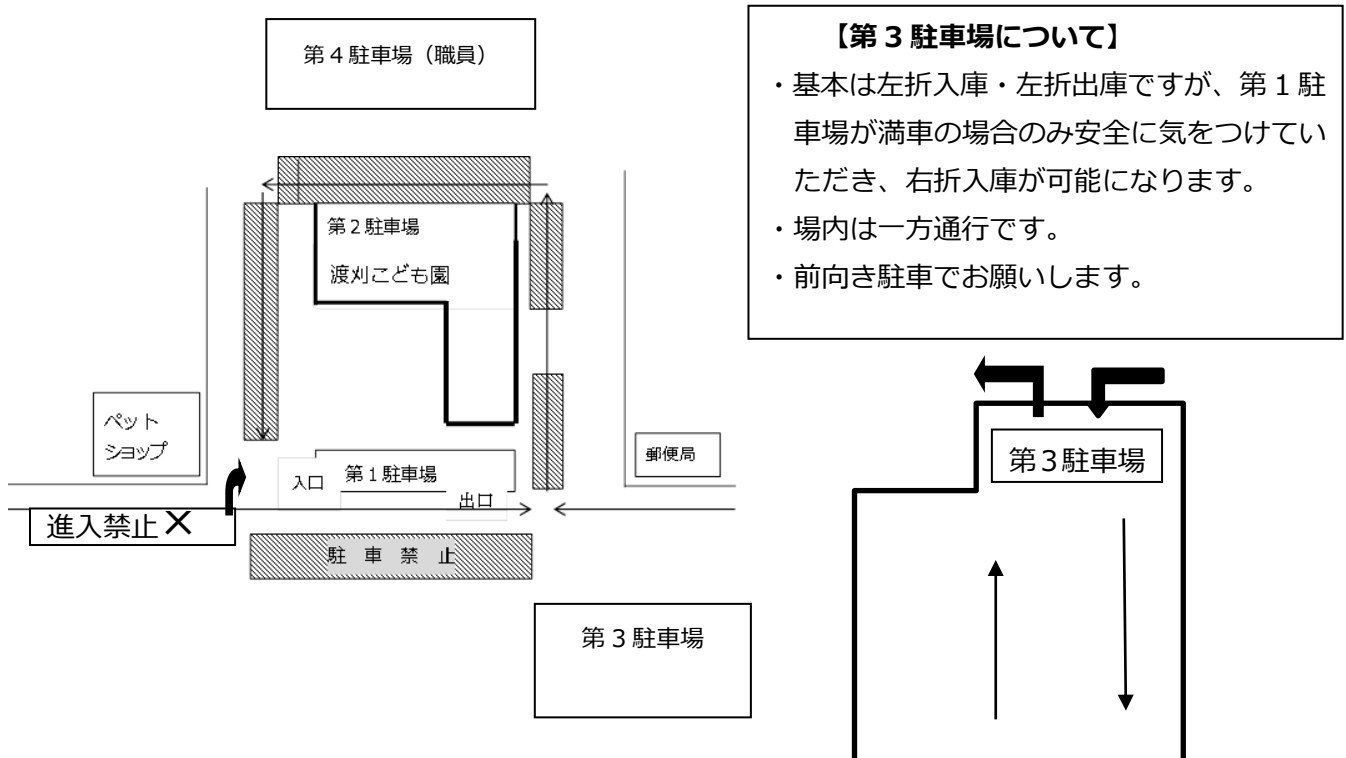 第４駐車場（職員）
【第３駐車場について】
・基本は左折入庫・左折出庫ですが、第１駐
車場が満車の場合のみ安全に気をつけてい
ただき、右折入庫が可能になります。
・場内は一方通行です。
・前向き駐車でお願いします。
第２駐車場
渡刈こども園
ペット
ショップ
郵便局
入口
第１駐車場
出口
進入禁止✕
駐車禁止
第３駐車場
第３駐車場